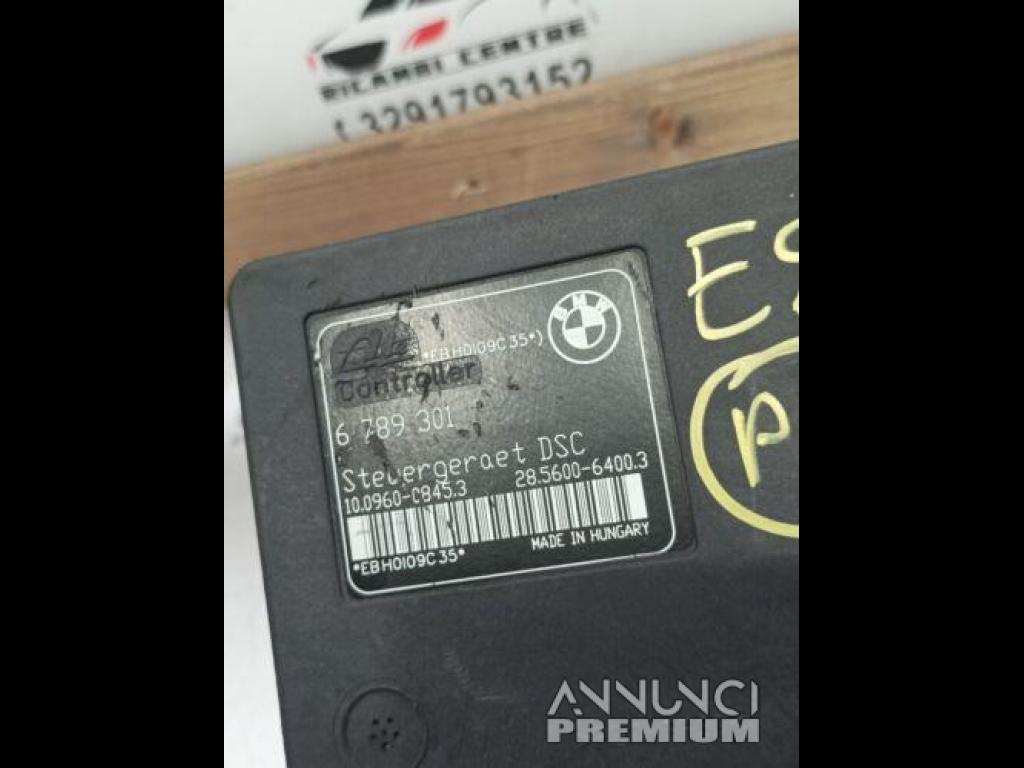 RICAMBI CENTRE
t.3291793152
Ate
*EBH0109C35*)
BMW
Controller
6 789 301
Steuergeraet DSC
10.0960-0845.3
28.5600-6400.3
*EBH0109C35*
MADE IN HUNGARY
ANNUNCI
PREMIUM